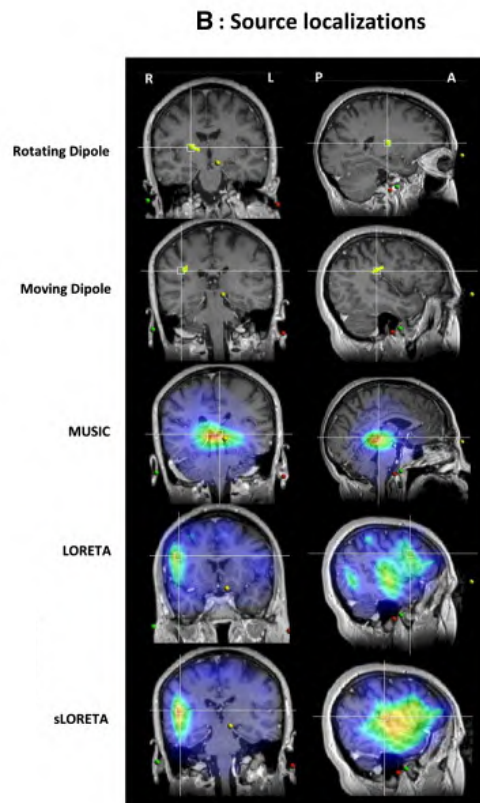 B : Source localizations
R L P A
Rotating Dipole
Moving Dipole
MUSIC
LORETA
sLORETA